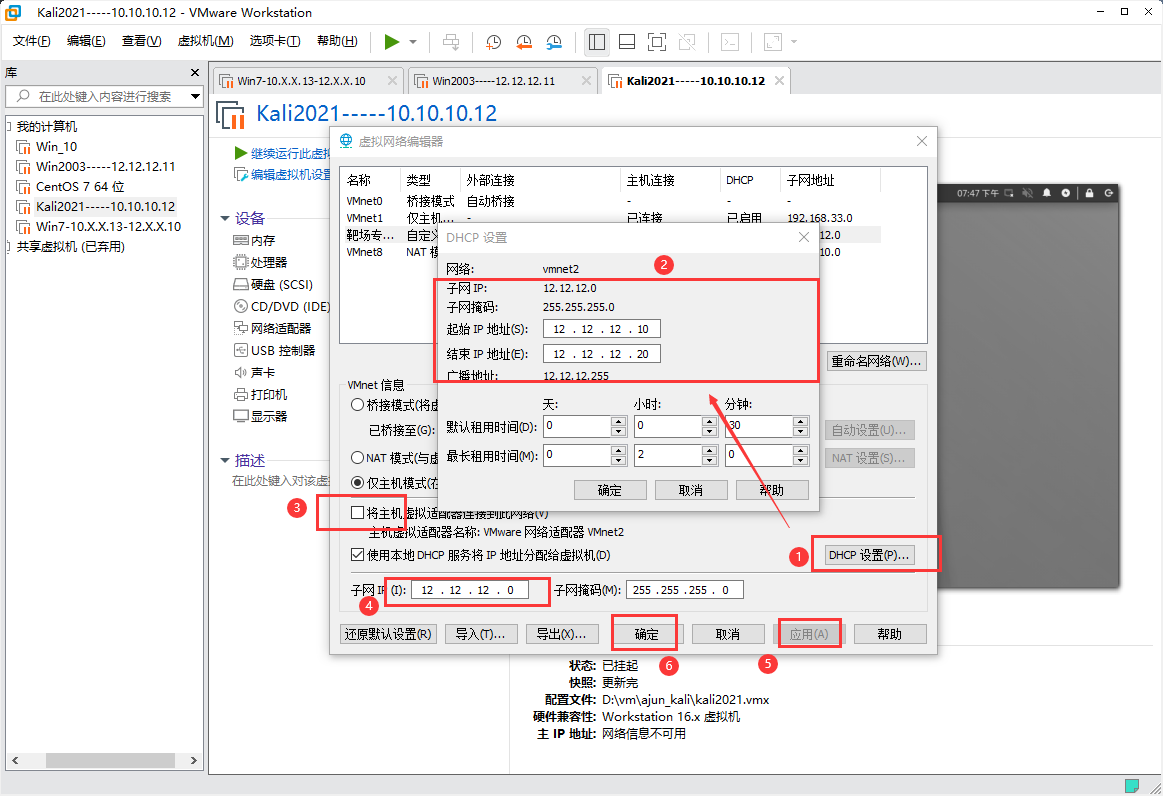 Kali2021-----10.10.10.12 - VMware Workstation
文件(F) 编辑(E) 查看(V) 虚拟机(M) 选项卡(T) 帮助(H)
库
在此处键入内容进行搜索
我的计算机
Win_10
Win2003-----12.12.12.11
CentOS 7 64 位
Kali2021-----10.10.10.12
Win7-10.X.X.13-12.X.X.10
共享虚拟机 (已弃用)
Win7-10.X.X.13-12.X.X.10
Win2003-----12.12.12.11
Kali2021-----10.10.10.12
Kali2021-----10.10.10.12
继续运行此虚拟
编辑虚拟机设置
设备
内存
处理器
硬盘 (SCSI)
CD/DVD (IDE)
网络适配器
USB 控制器
声卡
打印机
显示器
描述
在此处键入对该虚
07:47 下午
虚拟网络编辑器
名称 类型 外部连接 主机连接 DHCP 子网地址
VMnet0 桥接模式 自动桥接 - - -
VMnet1 仅主机... - 已连接 已启用 192.168.33.0
靶场专... 自定义 12.0
VMnet8 NAT 模 10.0
DHCP 设置
网络: vmnet2
2
子网 IP: 12.12.12.0
子网掩码: 255.255.255.0
起始 IP 地址(S): 12 . 12 . 12 . 10
结束 IP 地址(E): 12 . 12 . 12 . 20
广播地址: 12.12.12.255
天: 小时: 分钟:
默认租用时间(D): 0 0 30
最长租用时间(M): 0 2 0
确定 取消 帮助
重命名网络(W)...
VMnet 信息
桥接模式(将虚
已桥接至(G):
自动设置(U)...
NAT 模式(与虚
NAT 设置(S)...
仅主机模式(在
3
将主机虚拟适配器连接到此网络(V)
主机虚拟适配器名称: VMware 网络适配器 VMnet2
使用本地 DHCP 服务将 IP 地址分配给虚拟机(D)
1
DHCP 设置(P)...
子网 IP (I): 12 . 12 . 12 . 0 子网掩码(M): 255 . 255 . 255 . 0
4
还原默认设置(R) 导入(T)... 导出(X)... 确定 取消 应用(A) 帮助
6
5
状态: 已挂起
快照: 更新完
配置文件: D:\vm\ajun_kali\kali2021.vmx
硬件兼容性: Workstation 16.x 虚拟机
主 IP 地址: 网络信息不可用